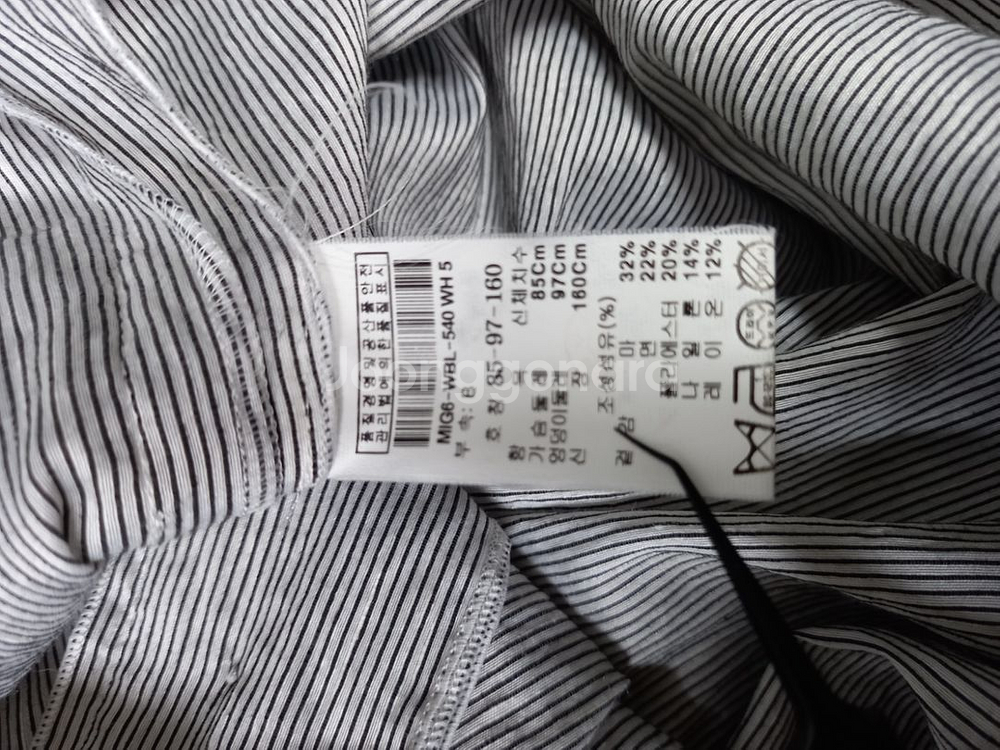 품질경영및공산품안전
관리법에의한품질표시
MIG6-WBL-540 WH 5
부 속: B
호 칭 85-97-160
항 목 신체치수
가슴둘레 85Cm
엉덩이둘레 97Cm
신 장 160Cm
겉감 조성섬유(%)
마 32%
면 22%
폴리에스터 20%
나 일 론 14%
레 이 온 12%
Joonggonara